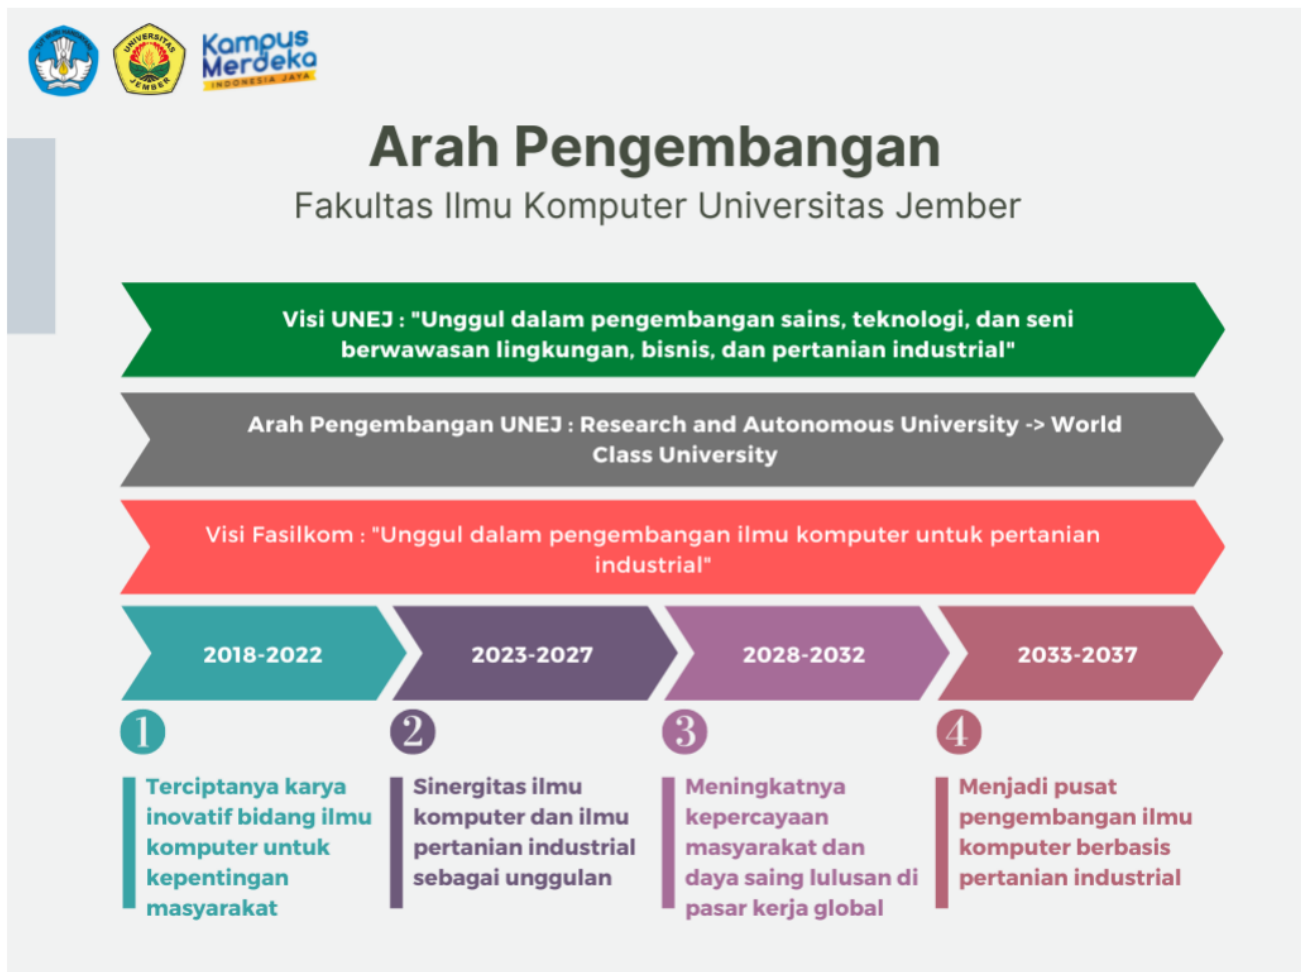 TUT WURI HANDAYANI
UNIVERSITAS
JEMBER
Kampus
Merdeka
INDONESIA JAYA
Arah Pengembangan
Fakultas Ilmu Komputer Universitas Jember
Visi UNEJ : "Unggul dalam pengembangan sains, teknologi, dan seni
berwawasan lingkungan, bisnis, dan pertanian industrial"
Arah Pengembangan UNEJ : Research and Autonomous University -> World
Class University
Visi Fasilkom : "Unggul dalam pengembangan ilmu komputer untuk pertanian
industrial"
2018-2022
2023-2027
2028-2032
2033-2037
1
Terciptanya karya
inovatif bidang ilmu
komputer untuk
kepentingan
masyarakat
2
Sinergitas ilmu
komputer dan ilmu
pertanian industrial
sebagai unggulan
3
Meningkatnya
kepercayaan
masyarakat dan
daya saing lulusan di
pasar kerja global
4
Menjadi pusat
pengembangan ilmu
komputer berbasis
pertanian industrial